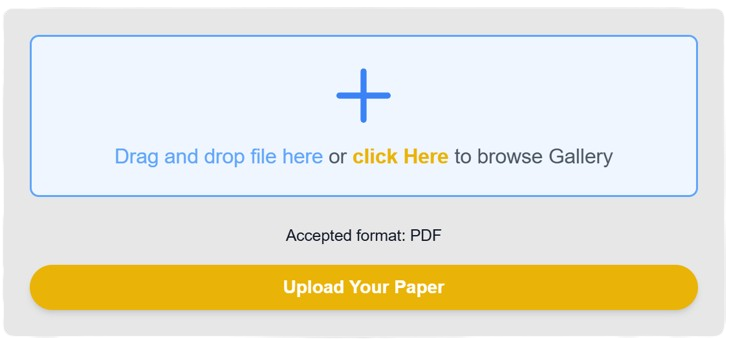 Drag and drop file here or click Here to browse Gallery
Accepted format: PDF
Upload Your Paper